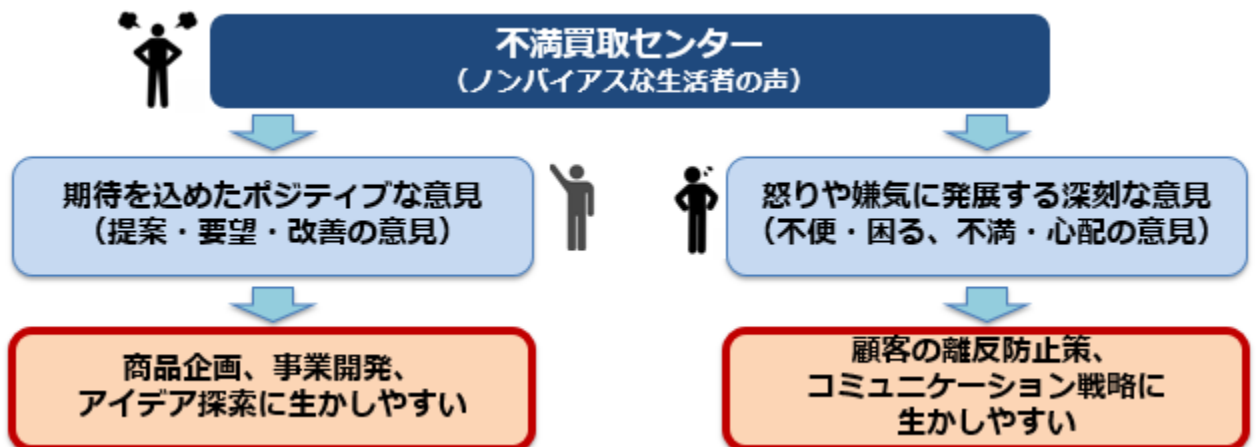 不満買取センター
（ノンバイアスな生活者の声）
期待を込めたポジティブな意見
（提案・要望・改善の意見）
怒りや嫌気に発展する深刻な意見
（不便・困る、不満・心配の意見）
商品企画、事業開発、
アイデア探索に生かしやすい
顧客の離反防止策、
コミュニケーション戦略に
生かしやすい